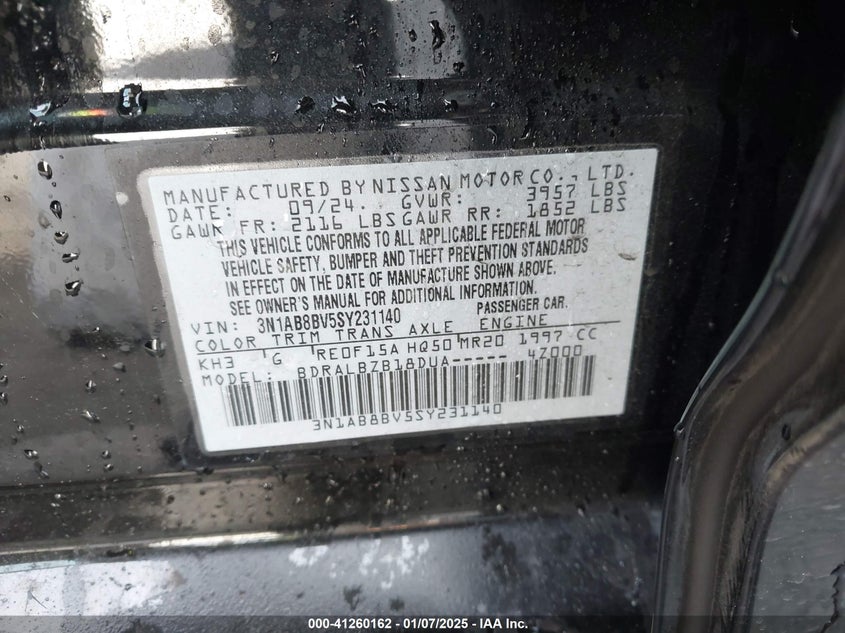 MANUFACTURED BY NISSAN MOTOR CO., LTD.
DATE: 09/24 GVWR: 3957 LBS
GAWR FR: 2116 LBS GAWR RR: 1852 LBS
THIS VEHICLE CONFORMS TO ALL APPLICABLE FEDERAL MOTOR
VEHICLE SAFETY, BUMPER AND THEFT PREVENTION STANDARDS
IN EFFECT ON THE DATE OF MANUFACTURE SHOWN ABOVE.
SEE OWNER'S MANUAL FOR ADDITIONAL INFORMATION.
VIN: 3N1AB8BV5SY231140 PASSENGER CAR.
COLOR TRIM TRANS AXLE ENGINE
KH3 G RE0F15A HQ50 MR20 1997 CC
MODEL: BDRALBZB18DUA----- 4Z000
3N1AB8BV5SY231140
000-41260162 - 01/07/2025 - IAA Inc.